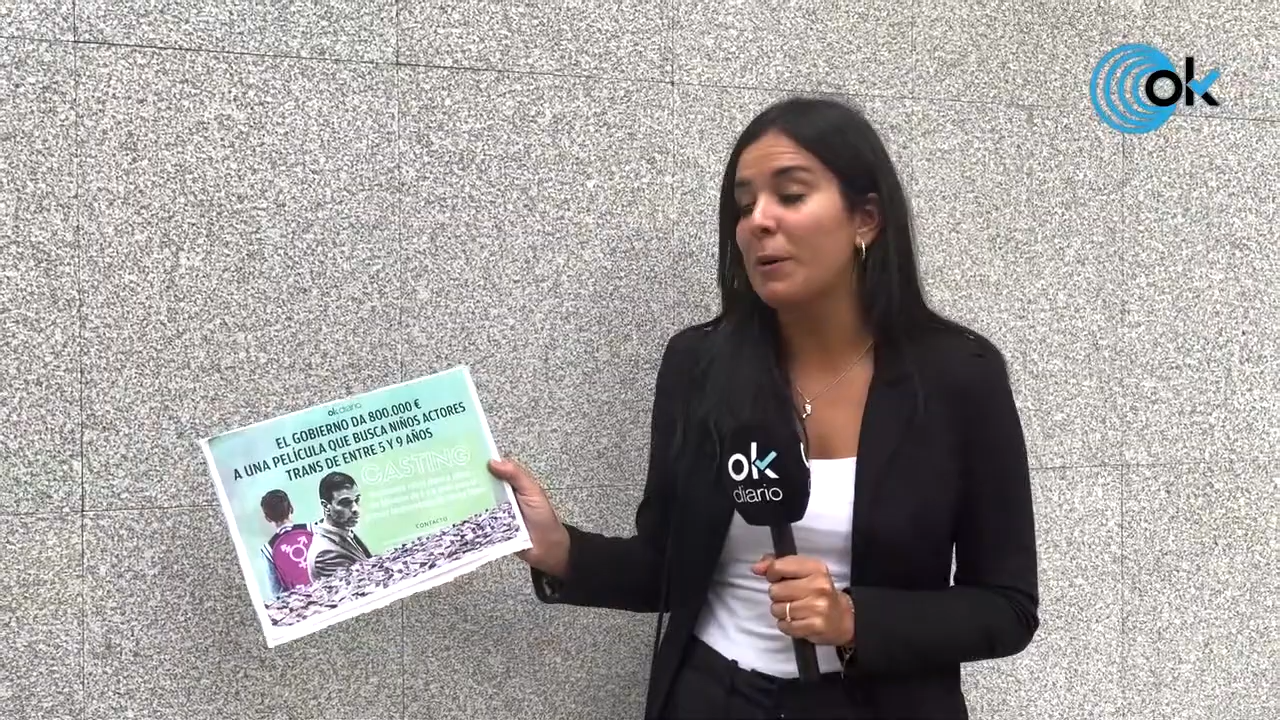 ok
okdiario
EL GOBIERNO DA 800.000 €
A UNA PELÍCULA QUE BUSCA NIÑOS ACTORES
TRANS DE ENTRE 5 Y 9 AÑOS
CASTING
CONTACTO
ok
diario